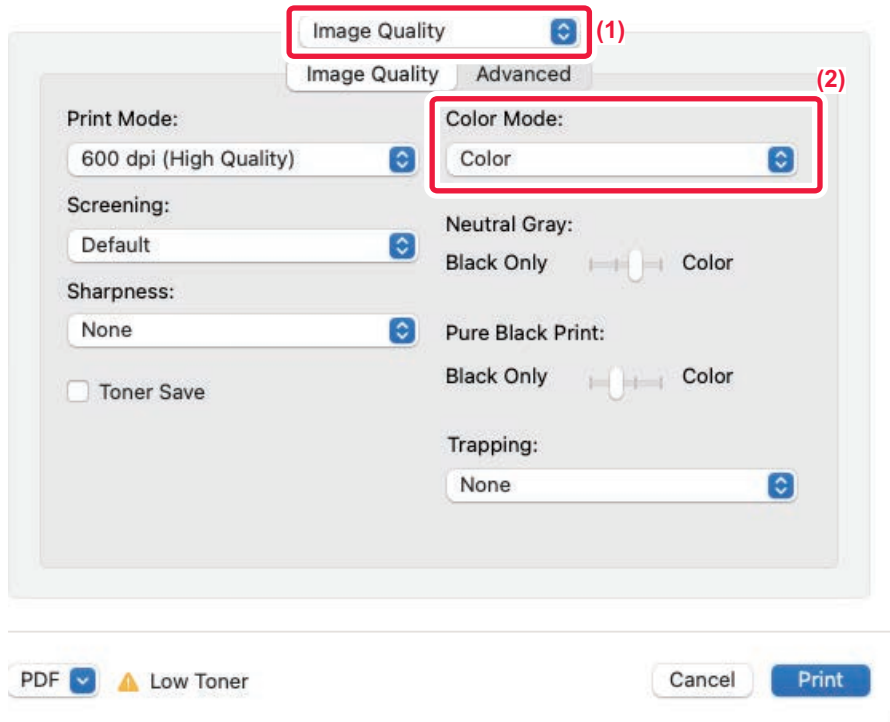 Image Quality
(1)
Image Quality
Advanced
(2)
Print Mode:
600 dpi (High Quality)
Screening:
Default
Sharpness:
None
Toner Save
Color Mode:
Color
Neutral Gray:
Black Only Color
Pure Black Print:
Black Only Color
Trapping:
None
PDF
Low Toner
Cancel
Print